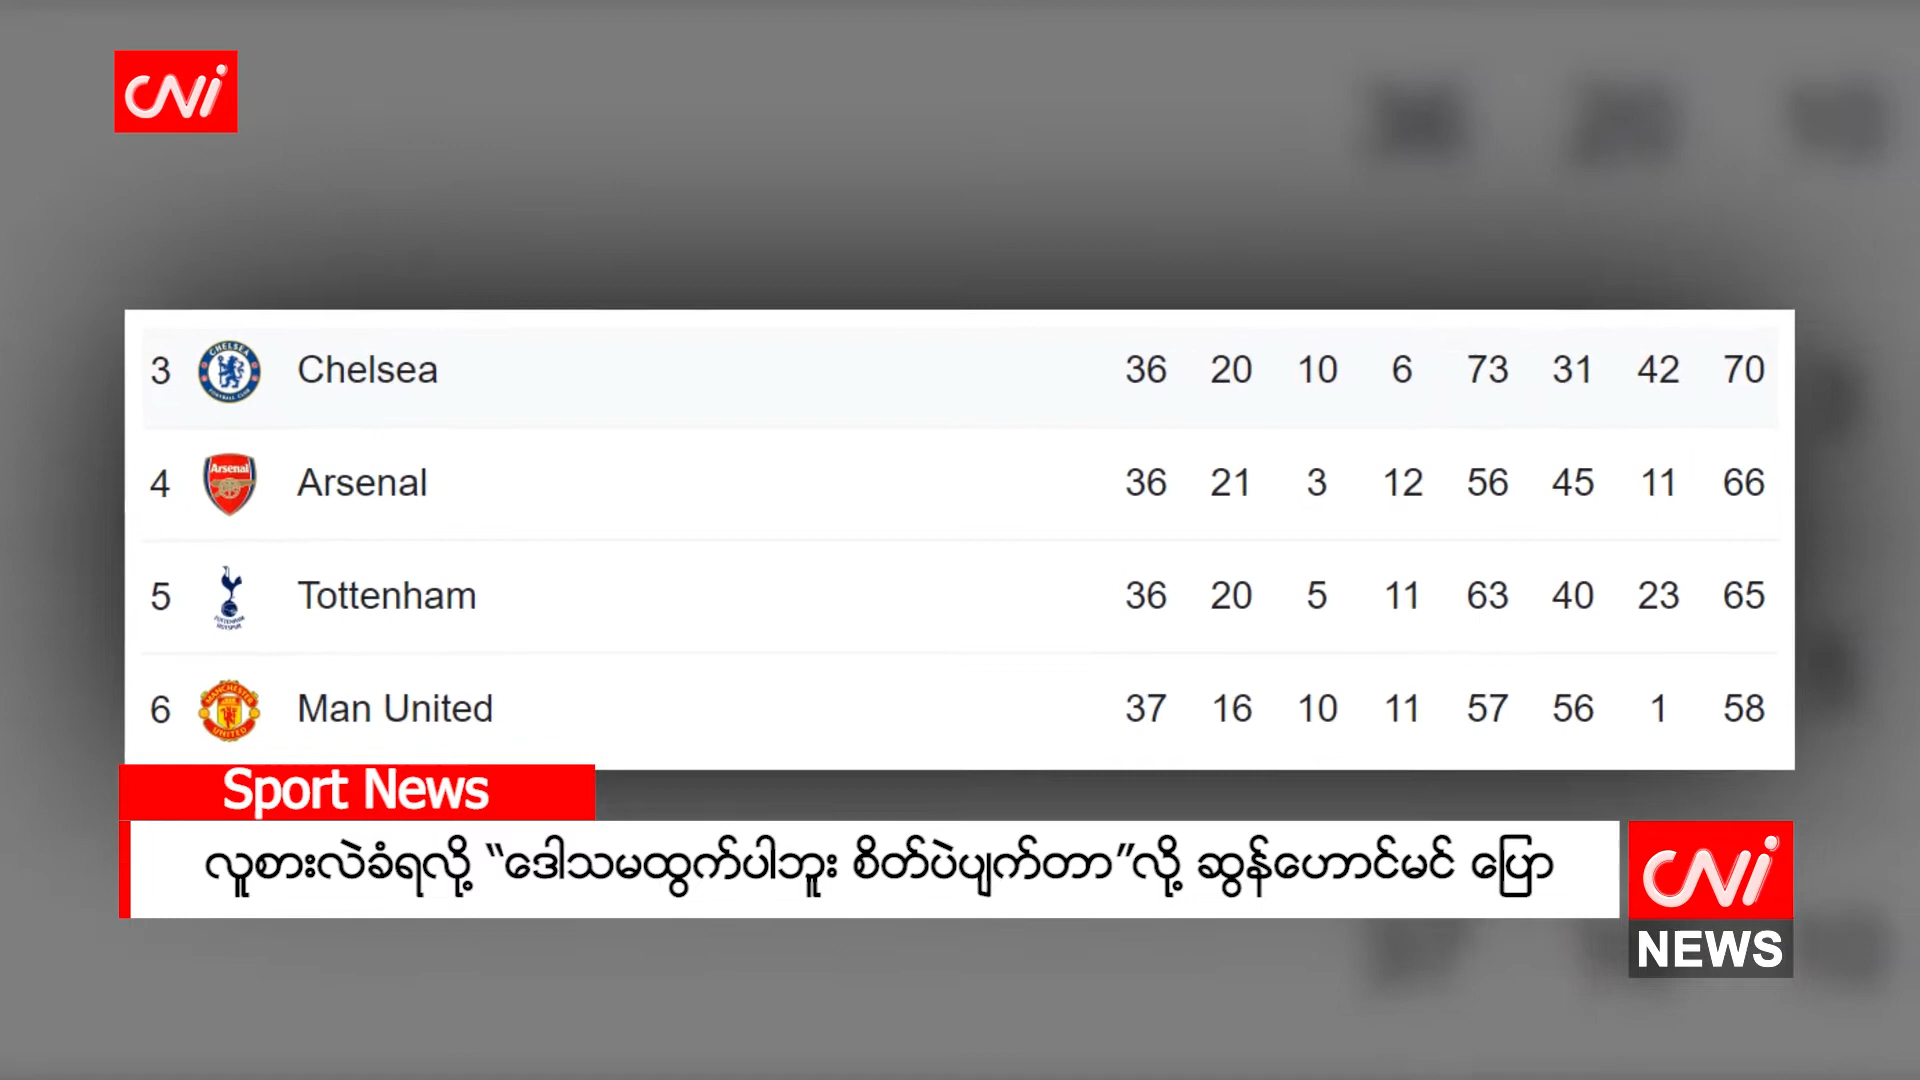 CNi
3 Chelsea 36 20 10 6 73 31 42 70
4 Arsenal 36 21 3 12 56 45 11 66
5 Tottenham 36 20 5 11 63 40 23 65
6 Man United 37 16 10 11 57 56 1 58
Sport News
လူစားလဲခံရလို့ “ဒေါသမထွက်ပါဘူး စိတ်ပဲပျက်တာ”လို့ ဆွန်ဟောင်မင် ပြော
CNi
NEWS